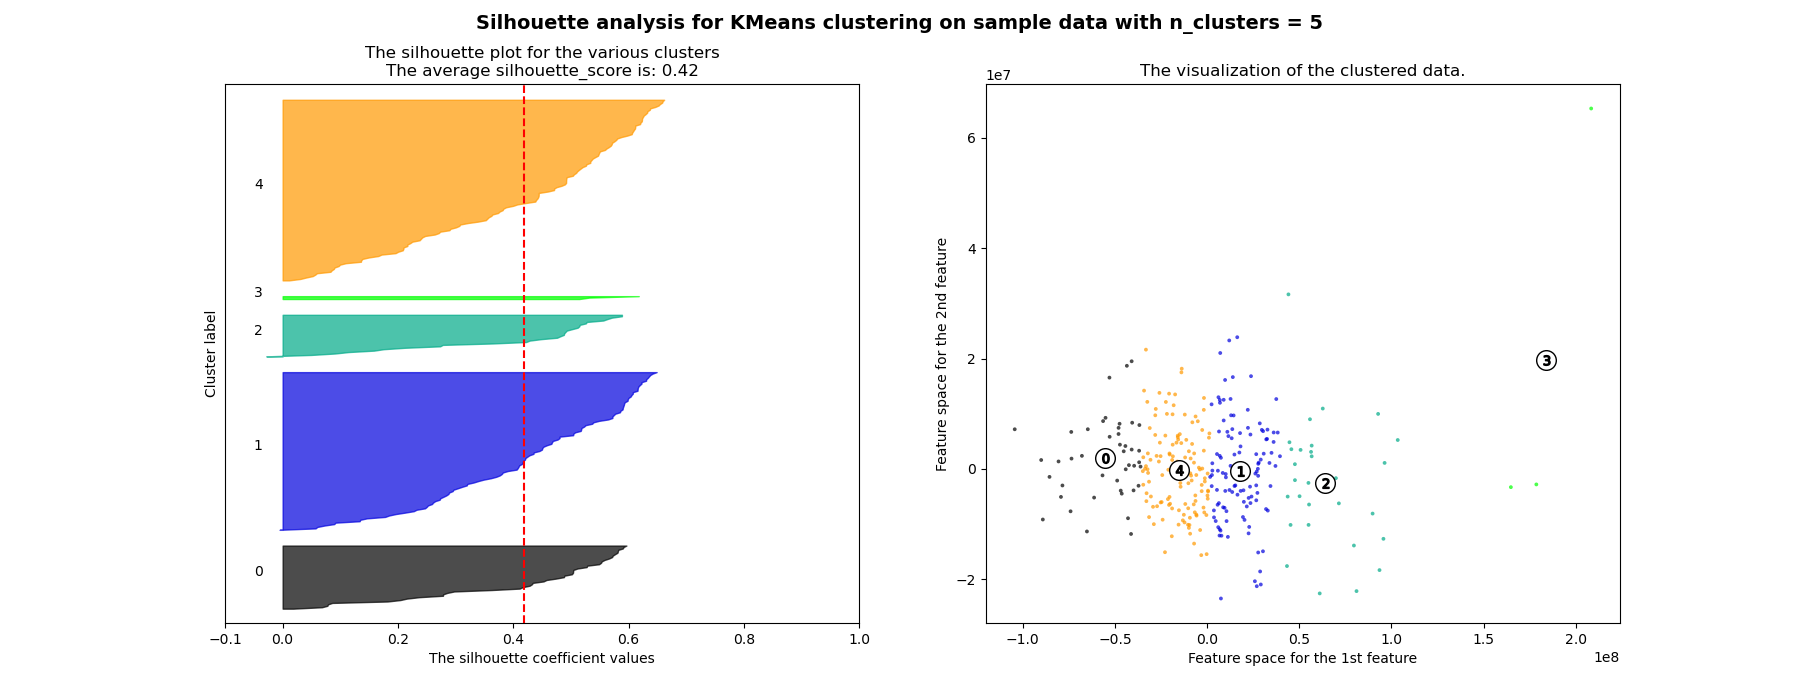 Silhouette analysis for KMeans clustering on sample data with n_clusters = 5
The silhouette plot for the various clusters
The average silhouette_score is: 0.42
4
3
2
1
0
Cluster label
−0.1 0.0 0.2 0.4 0.6 0.8 1.0
The silhouette coefficient values
The visualization of the clustered data.
1e7
6
4
2
0
−2
Feature space for the 2nd feature
3
0 4 1 2
−1.0 −0.5 0.0 0.5 1.0 1.5 2.0
1e8
Feature space for the 1st feature